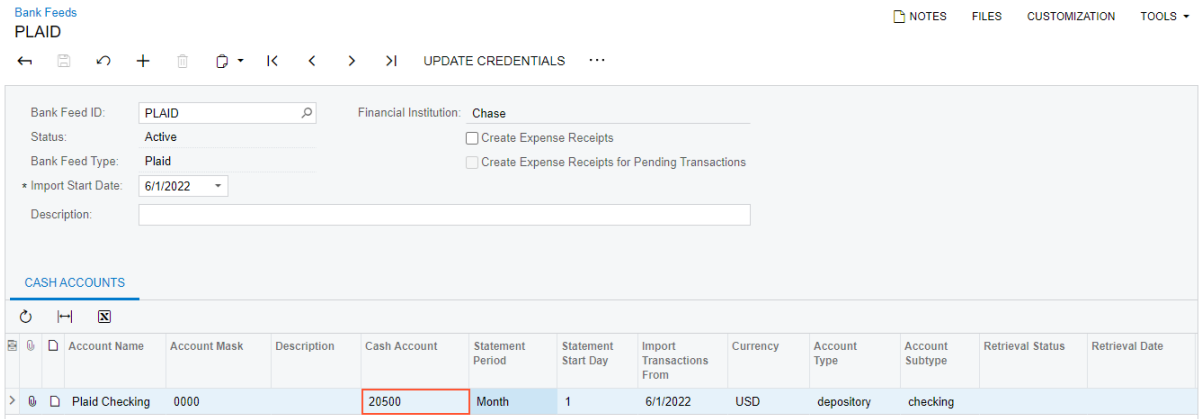 Bank Feeds
PLAID
NOTES FILES CUSTOMIZATION TOOLS
UPDATE CREDENTIALS ...
Bank Feed ID: PLAID Financial Institution: Chase
Status: Active Create Expense Receipts
Bank Feed Type: Plaid Create Expense Receipts for Pending Transactions
* Import Start Date: 6/1/2022
Description:
CASH ACCOUNTS
Account Name Account Mask Description Cash Account Statement Period Statement Start Day Import Transactions From Currency Account Type Account Subtype Retrieval Status Retrieval Date
Plaid Checking 0000 20500 Month 1 6/1/2022 USD depository checking